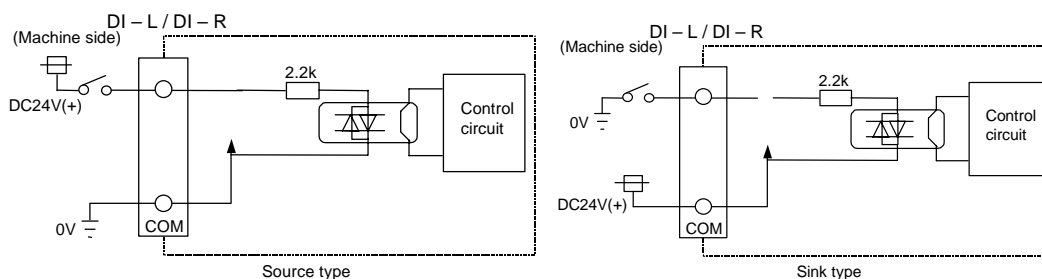 DI – L / DI – R
(Machine side)
DC24V(+)
2.2k
Control
circuit
0V
COM
Source type
DI – L / DI – R
(Machine side)
0V
2.2k
Control
circuit
DC24V(+)
COM
Sink type